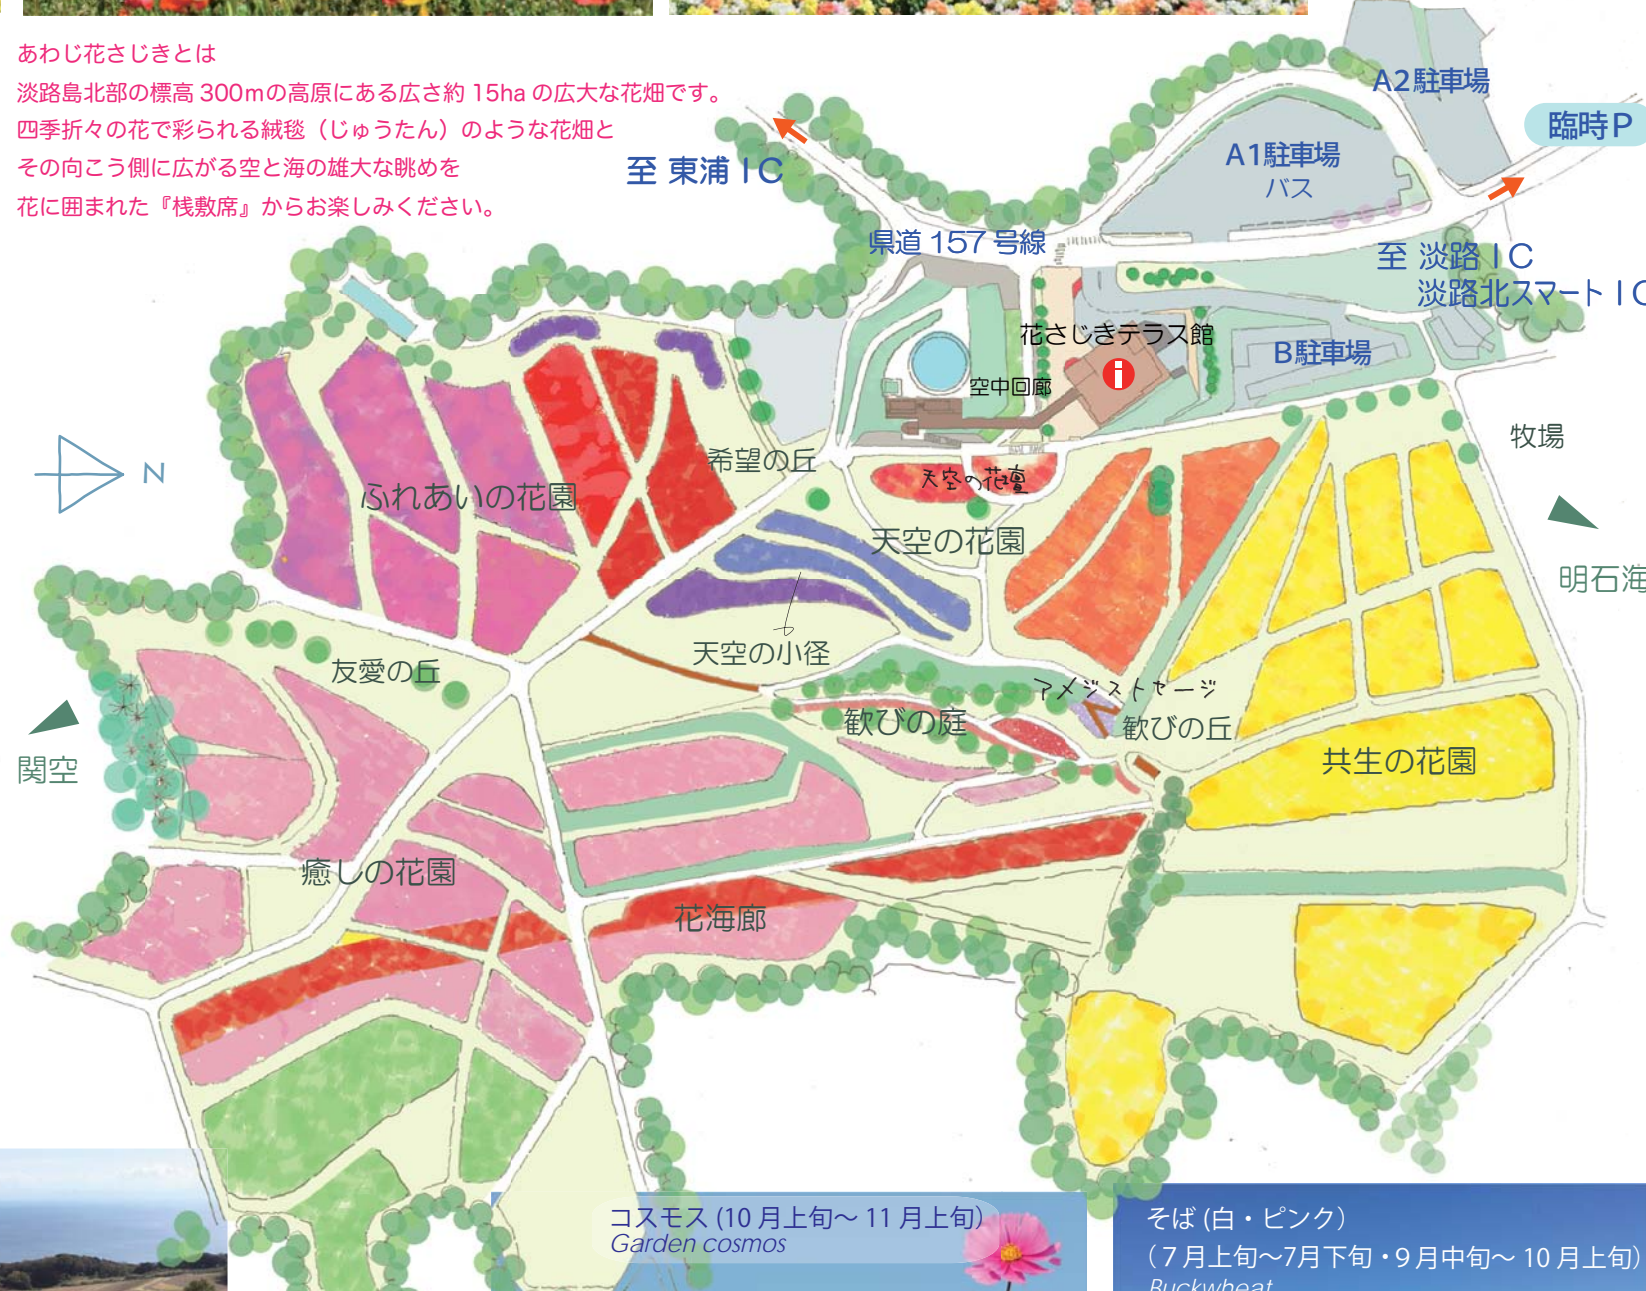 あわじ花さじきとは
淡路島北部の標高 300mの高原にある広さ約 15ha の広大な花畑です。
四季折々の花で彩られる絨毯（じゅうたん）のような花畑と
その向こう側に広がる空と海の雄大な眺めを
花に囲まれた『桟敷席』からお楽しみください。
A2駐車場
臨時P
A1駐車場
バス
至 東浦IC
県道157号線
至 淡路IC
淡路北スマートIC
花さじきテラス館
i
B駐車場
空中回廊
牧場
N
希望の丘
天空の花壇
ふれあいの花園
天空の花園
明石海
天空の小径
友愛の丘
アメジストセージ
歓びの庭
歓びの丘
関空
共生の花園
癒しの花園
花海廊
コスモス (10 月上旬～ 11 月上旬)
Garden cosmos
そば (白・ピンク）
（７月上旬～7月下旬・９月中旬～ 10 月上旬)
Buckwheat